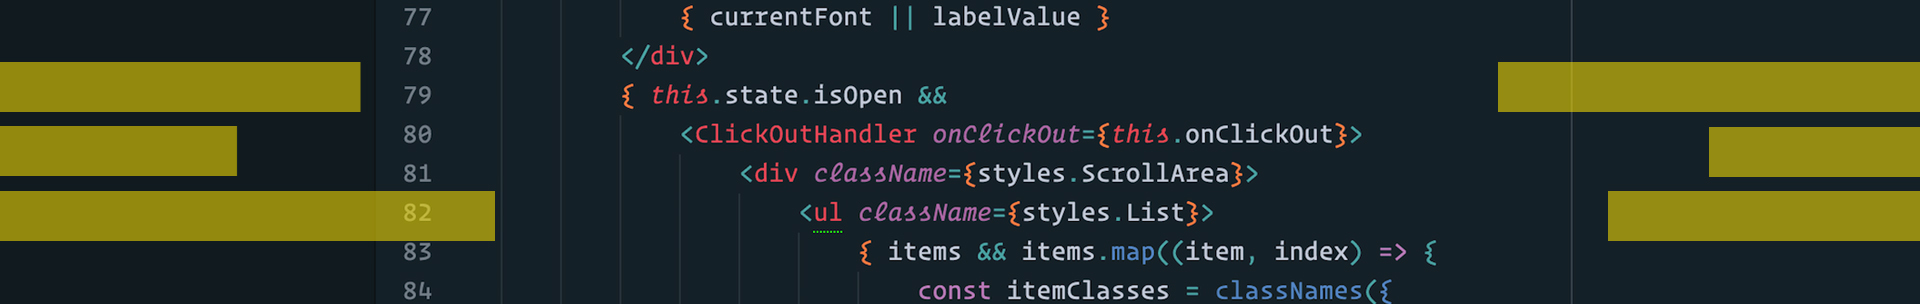 77 { currentFont || labelValue }
78 </div>
79 { this.state.isOpen &&
80 <ClickOutHandler onClickOut={this.onClickOut}>
81 <div className={styles.ScrollArea}>
82 <ul className={styles.List}>
83 { items && items.map((item, index) => {
84 const itemClasses = classNames({